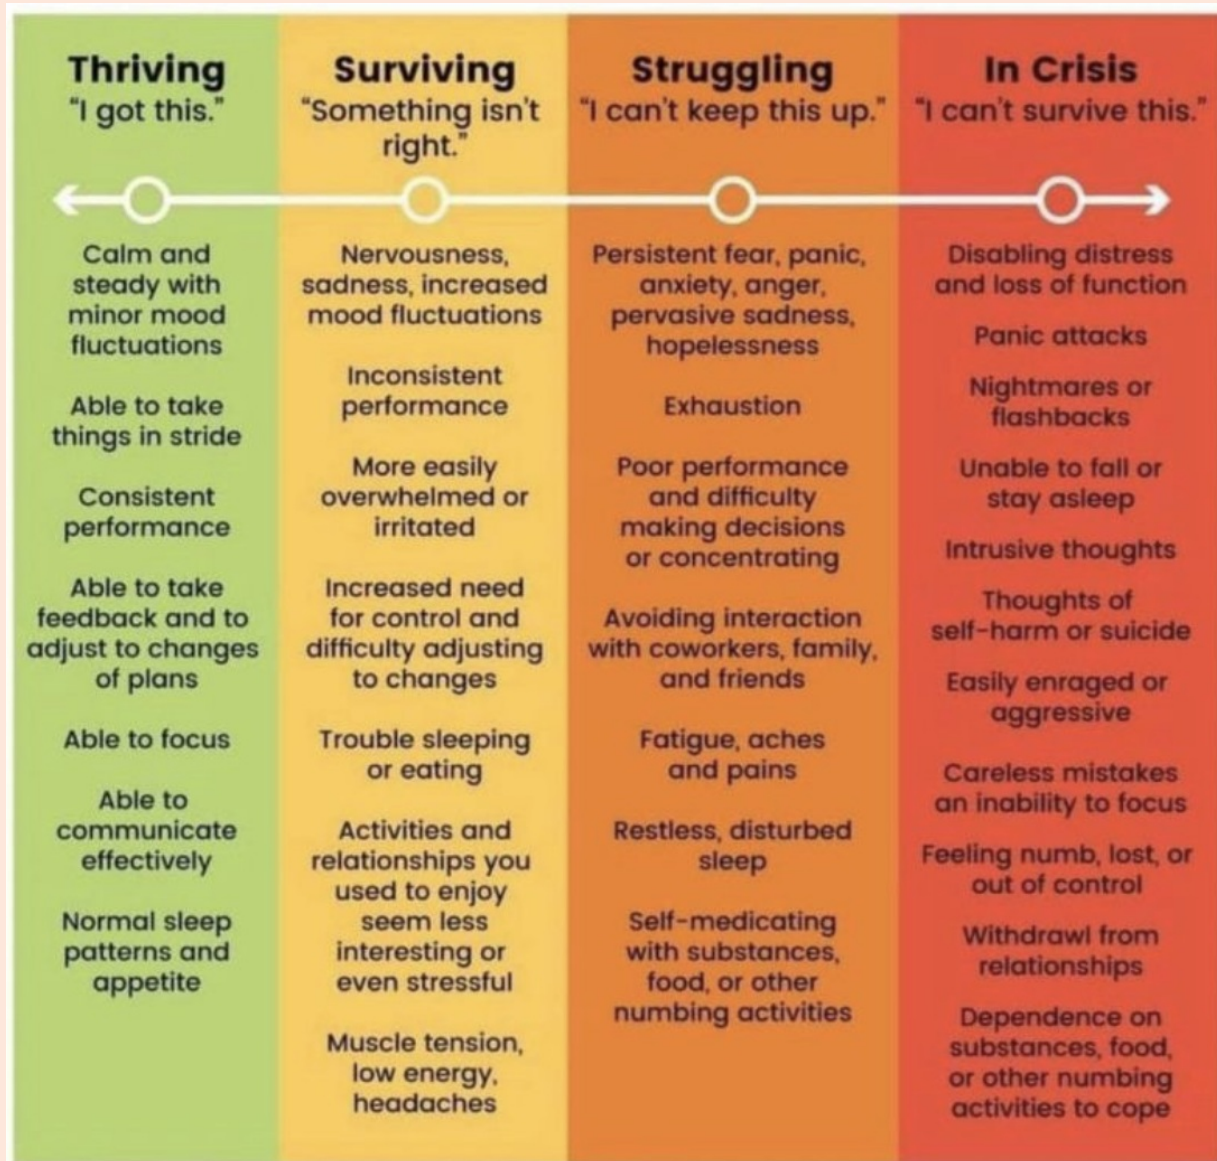 Thriving
"I got this."
Calm and
steady with
minor mood
fluctuations
Able to take
things in stride
Consistent
performance
Able to take
feedback and to
adjust to changes
of plans
Able to focus
Able to
communicate
effectively
Normal sleep
patterns and
appetite
Surviving
"Something isn't
right."
Nervousness,
sadness, increased
mood fluctuations
Inconsistent
performance
More easily
overwhelmed or
irritated
Increased need
for control and
difficulty adjusting
to changes
Trouble sleeping
or eating
Activities and
relationships you
used to enjoy
seem less
interesting or
even stressful
Muscle tension,
low energy,
headaches
Struggling
"I can't keep this up."
Persistent fear, panic,
anxiety, anger,
pervasive sadness,
hopelessness
Exhaustion
Poor performance
and difficulty
making decisions
or concentrating
Avoiding interaction
with coworkers, family,
and friends
Fatigue, aches
and pains
Restless, disturbed
sleep
Self-medicating
with substances,
food, or other
numbing activities
In Crisis
"I can't survive this."
Disabling distress
and loss of function
Panic attacks
Nightmares or
flashbacks
Unable to fall or
stay asleep
Intrusive thoughts
Thoughts of
self-harm or suicide
Easily enraged or
aggressive
Careless mistakes
an inability to focus
Feeling numb, lost, or
out of control
Withdrawl from
relationships
Dependence on
substances, food,
or other numbing
activities to cope